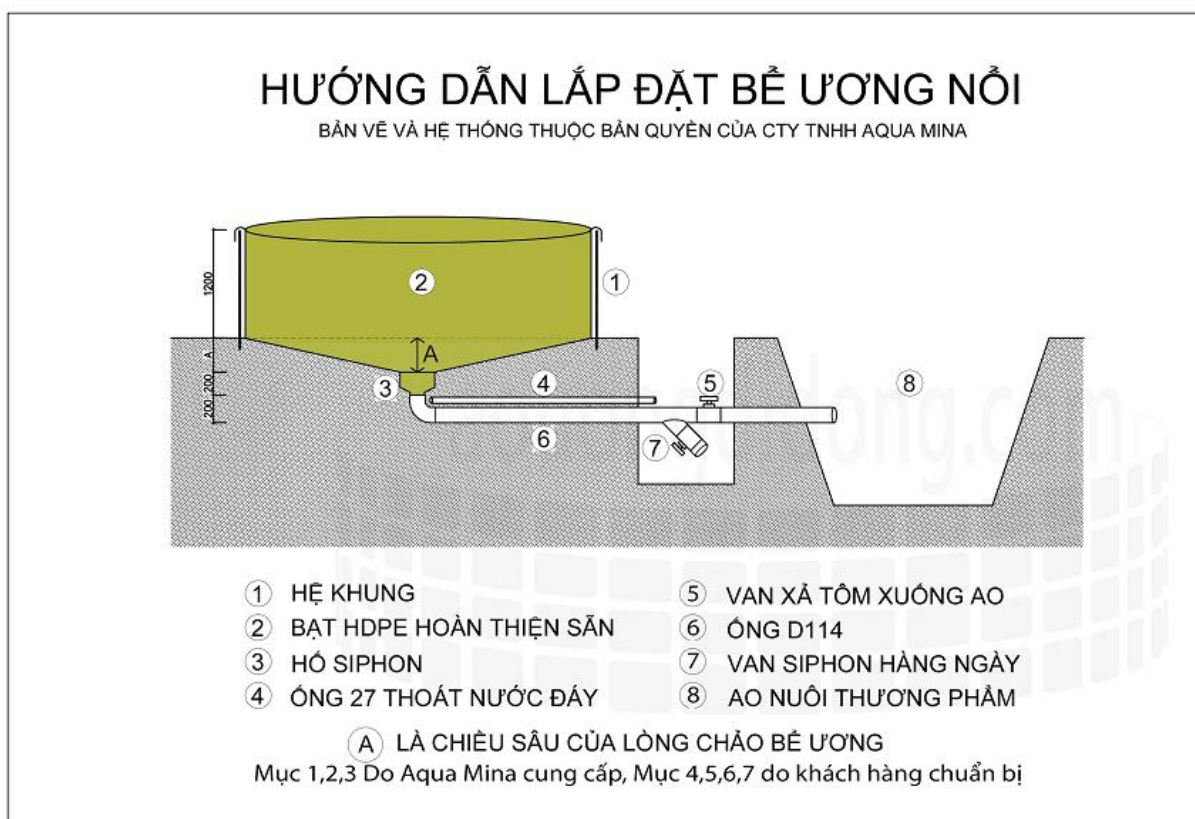 HƯỚNG DẪN LẮP ĐẶT BỂ ƯƠNG NỔI
BẢN VẼ VÀ HỆ THỐNG THUỘC BẢN QUYỀN CỦA CTY TNHH AQUA MINA
1200
A
200
200
2
1
A
3
4
5
6
7
8
1 HỆ KHUNG
2 BẠT HDPE HOÀN THIỆN SẴN
3 HỐ SIPHON
4 ỐNG 27 THOÁT NƯỚC ĐÁY
5 VAN XẢ TÔM XUỐNG AO
6 ỐNG D114
7 VAN SIPHON HÀNG NGÀY
8 AO NUÔI THƯƠNG PHẨM
A LÀ CHIỀU SÂU CỦA LÒNG CHẢO BỂ ƯƠNG
Mục 1,2,3 Do Aqua Mina cung cấp, Mục 4,5,6,7 do khách hàng chuẩn bị